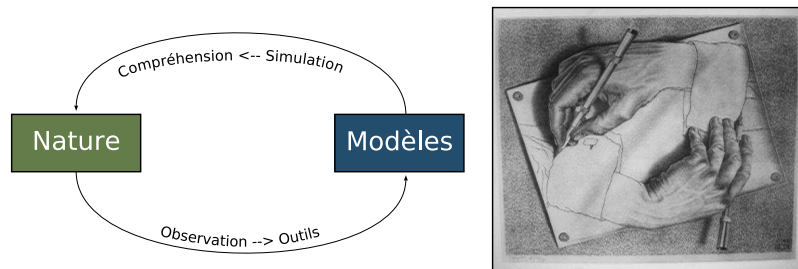 Compréhension <-- Simulation
Nature
Modèles
Observation --> Outils